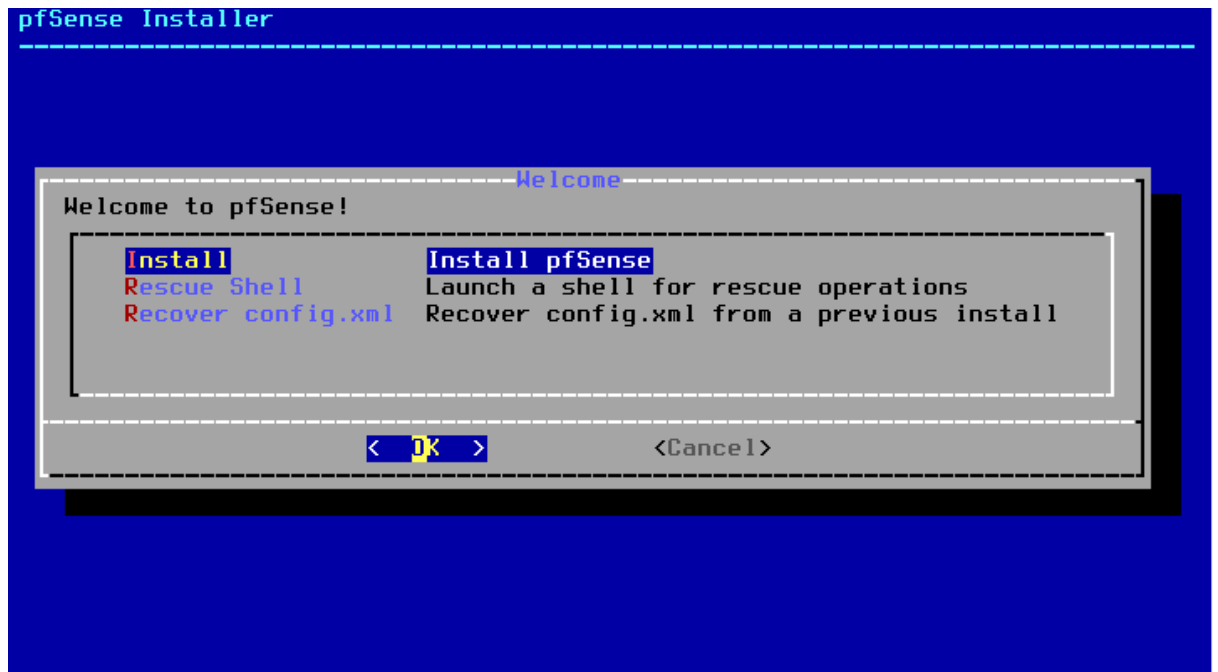 pfSense Installer
Welcome
Welcome to pfSense!
Install Install pfSense
Rescue Shell Launch a shell for rescue operations
Recover config.xml Recover config.xml from a previous install
< OK > <Cancel>